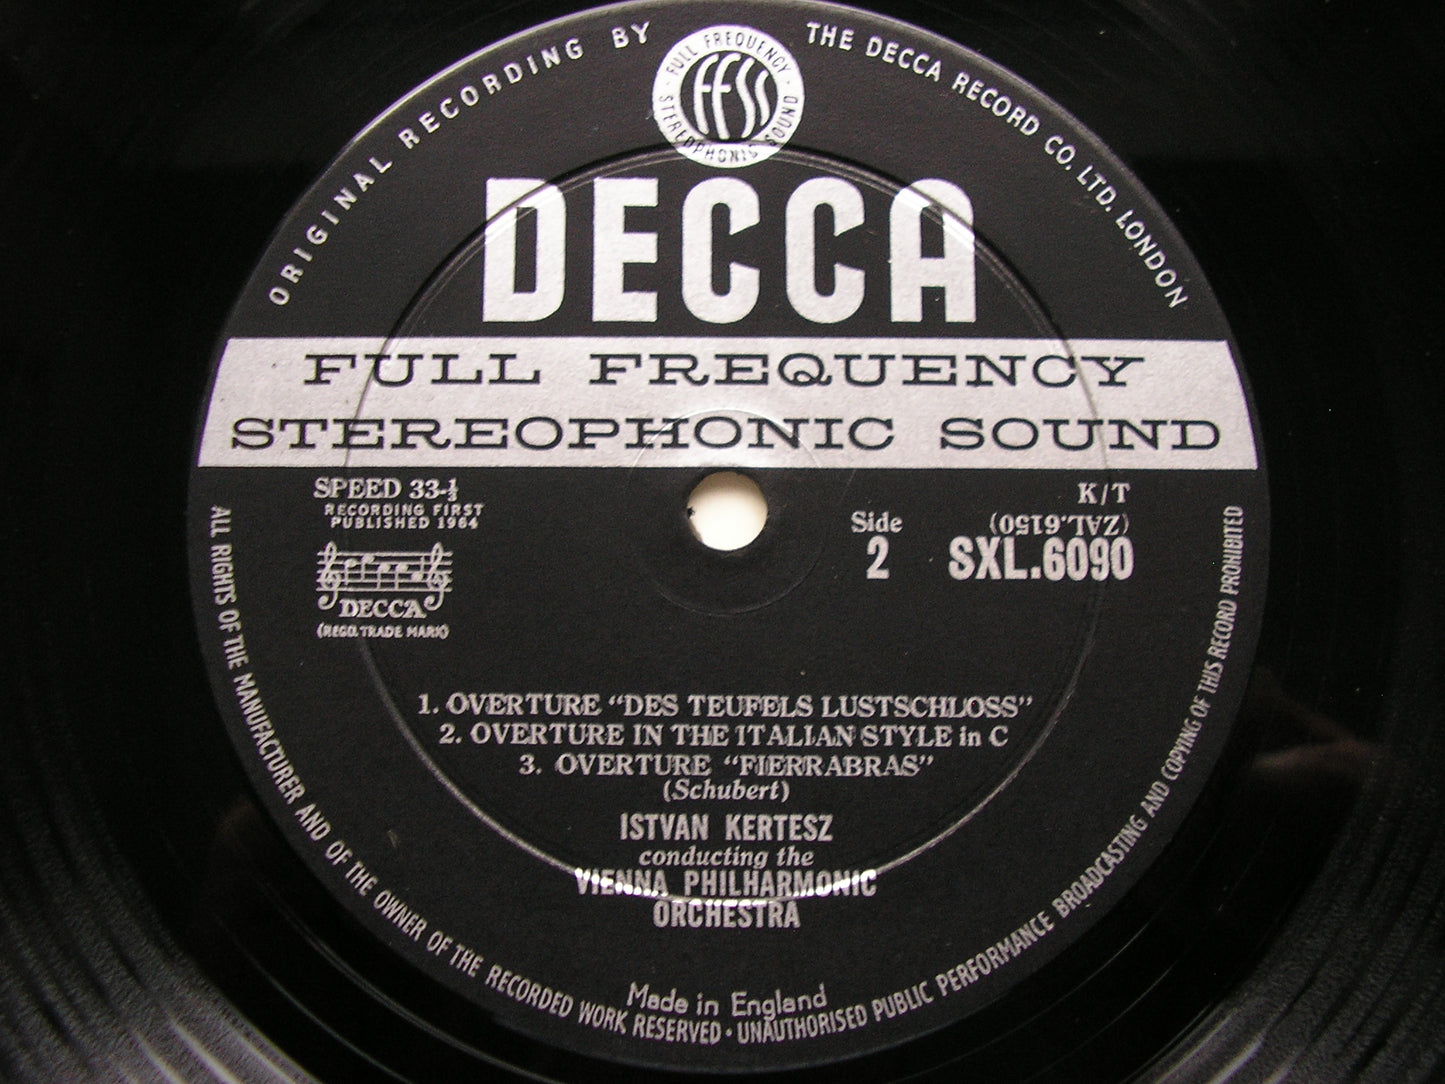 ORIGINAL RECORDING BY
THE DECCA RECORD CO. LTD. LONDON
FULL FREQUENCY
FFSS
STEREOPHONIC SOUND
DECCA
FULL FREQUENCY
STEREOPHONIC SOUND
SPEED 33-⅓
RECORDING FIRST
PUBLISHED 1964
DECCA
(REGD. TRADE MARK)
K/T
(ZAL.6150)
Side
2
SXL.6090
1. OVERTURE “DES TEUFELS LUSTSCHLOSS”
2. OVERTURE IN THE ITALIAN STYLE in C
3. OVERTURE “FIERRABRAS”
(Schubert)
ISTVAN KERTESZ
conducting the
VIENNA PHILHARMONIC
ORCHESTRA
Made in England
ALL RIGHTS OF THE MANUFACTURER AND OF THE OWNER OF THE RECORDED WORK RESERVED · UNAUTHORISED PUBLIC PERFORMANCE BROADCASTING AND COPYING OF THIS RECORD PROHIBITED